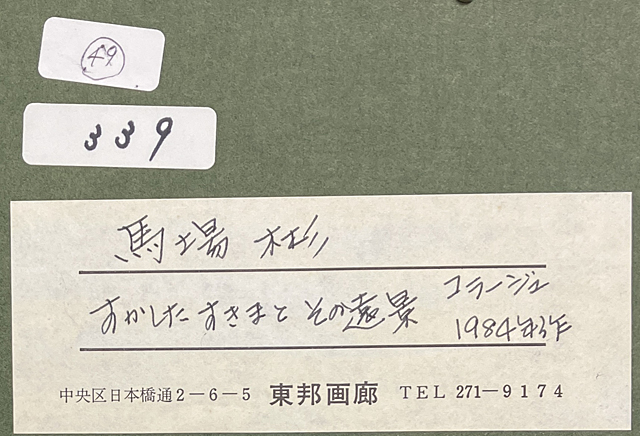 49
339
馬場 杉
すかしたすきまとその遠景 コラージュ
1984年作
中央区日本橋通2-6-5 東邦画廊 TEL 271-9174